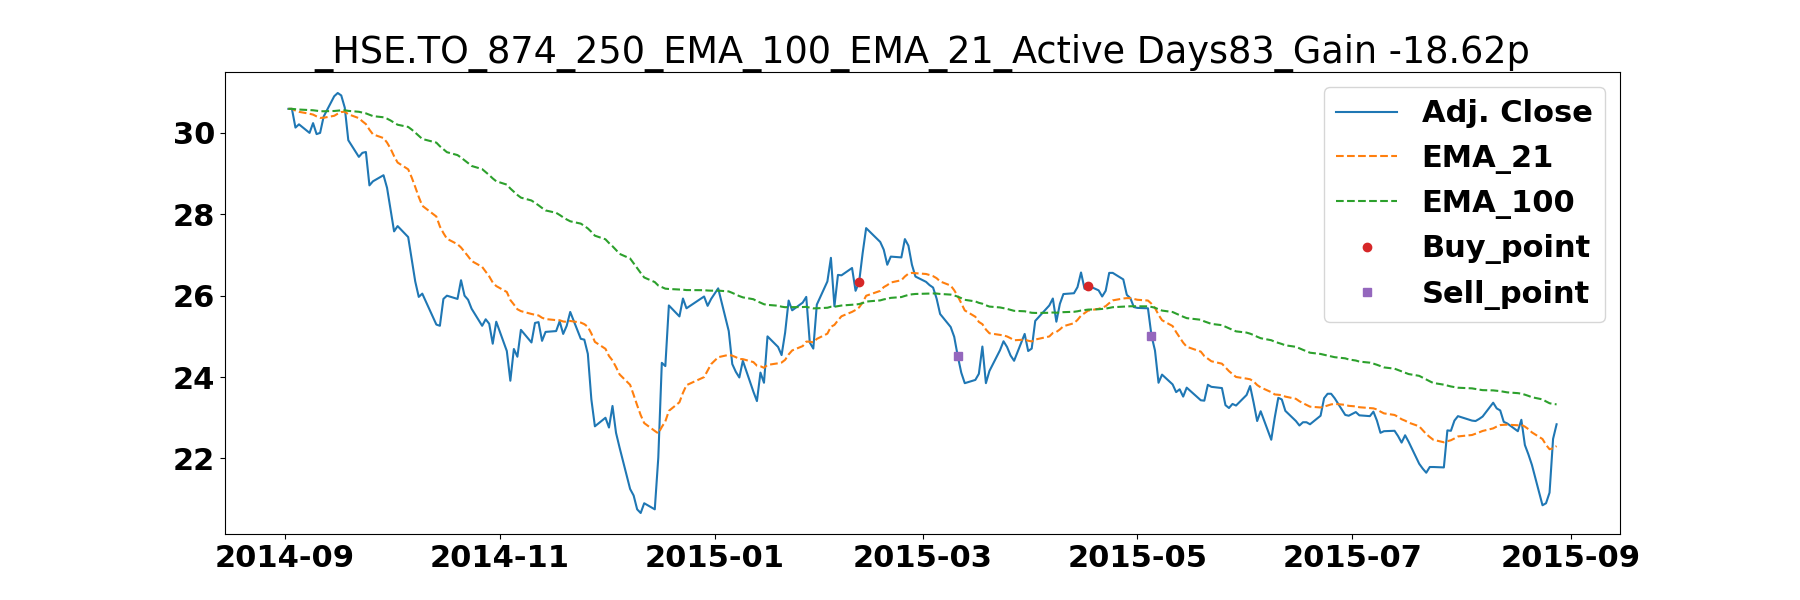 _HSE.TO_874_250_EMA_100_EMA_21_Active Days83_Gain -18.62p
Adj. Close
EMA_21
EMA_100
Buy_point
Sell_point
30
28
26
24
22
2014-09 2014-11 2015-01 2015-03 2015-05 2015-07 2015-09